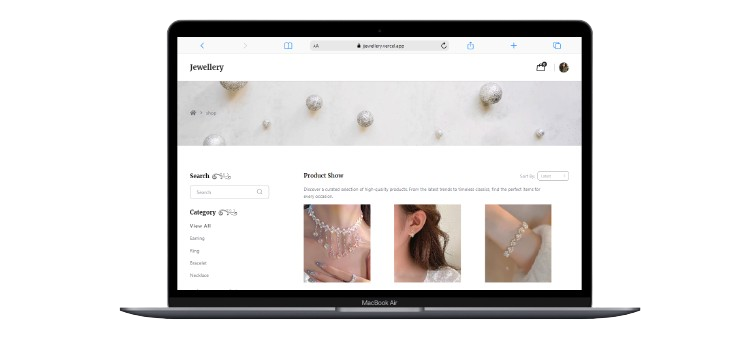 AA jewellery.vercel.app
Jewellery
shop
Search
Search
Category
View All
Earring
Ring
Bracelet
Necklace
Product Show
Sort By
Latest
Discover a curated selection of high-quality products. From the latest trends to timeless classics, find the perfect items for
every occasion.
MacBook Air